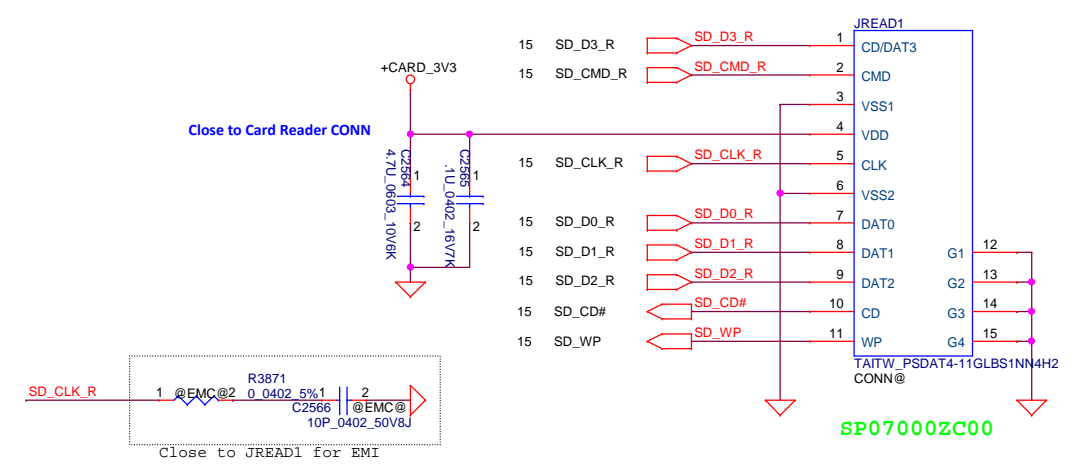 JREAD1
15 SD_D3_R SD_D3_R 1 CD/DAT3
+CARD_3V3
15 SD_CMD_R SD_CMD_R 2 CMD
3 VSS1
Close to Card Reader CONN
4 VDD
C2564
4.7U_0603_10V6K
1
2
C2565
.1U_0402_16V7K
1
2
15 SD_CLK_R SD_CLK_R 5 CLK
6 VSS2
15 SD_D0_R SD_D0_R 7 DAT0
15 SD_D1_R SD_D1_R 8 DAT1 G1 12
15 SD_D2_R SD_D2_R 9 DAT2 G2 13
15 SD_CD# SD_CD# 10 CD G3 14
15 SD_WP SD_WP 11 WP G4 15
TAITW_PSDAT4-11GLBS1NN4H2
CONN@
SP07000ZC00
R3871
SD_CLK_R 1 @EMC@ 2 0_0402_5% 1 2
C2566 @EMC@
10P_0402_50V8J
Close to JREAD1 for EMI